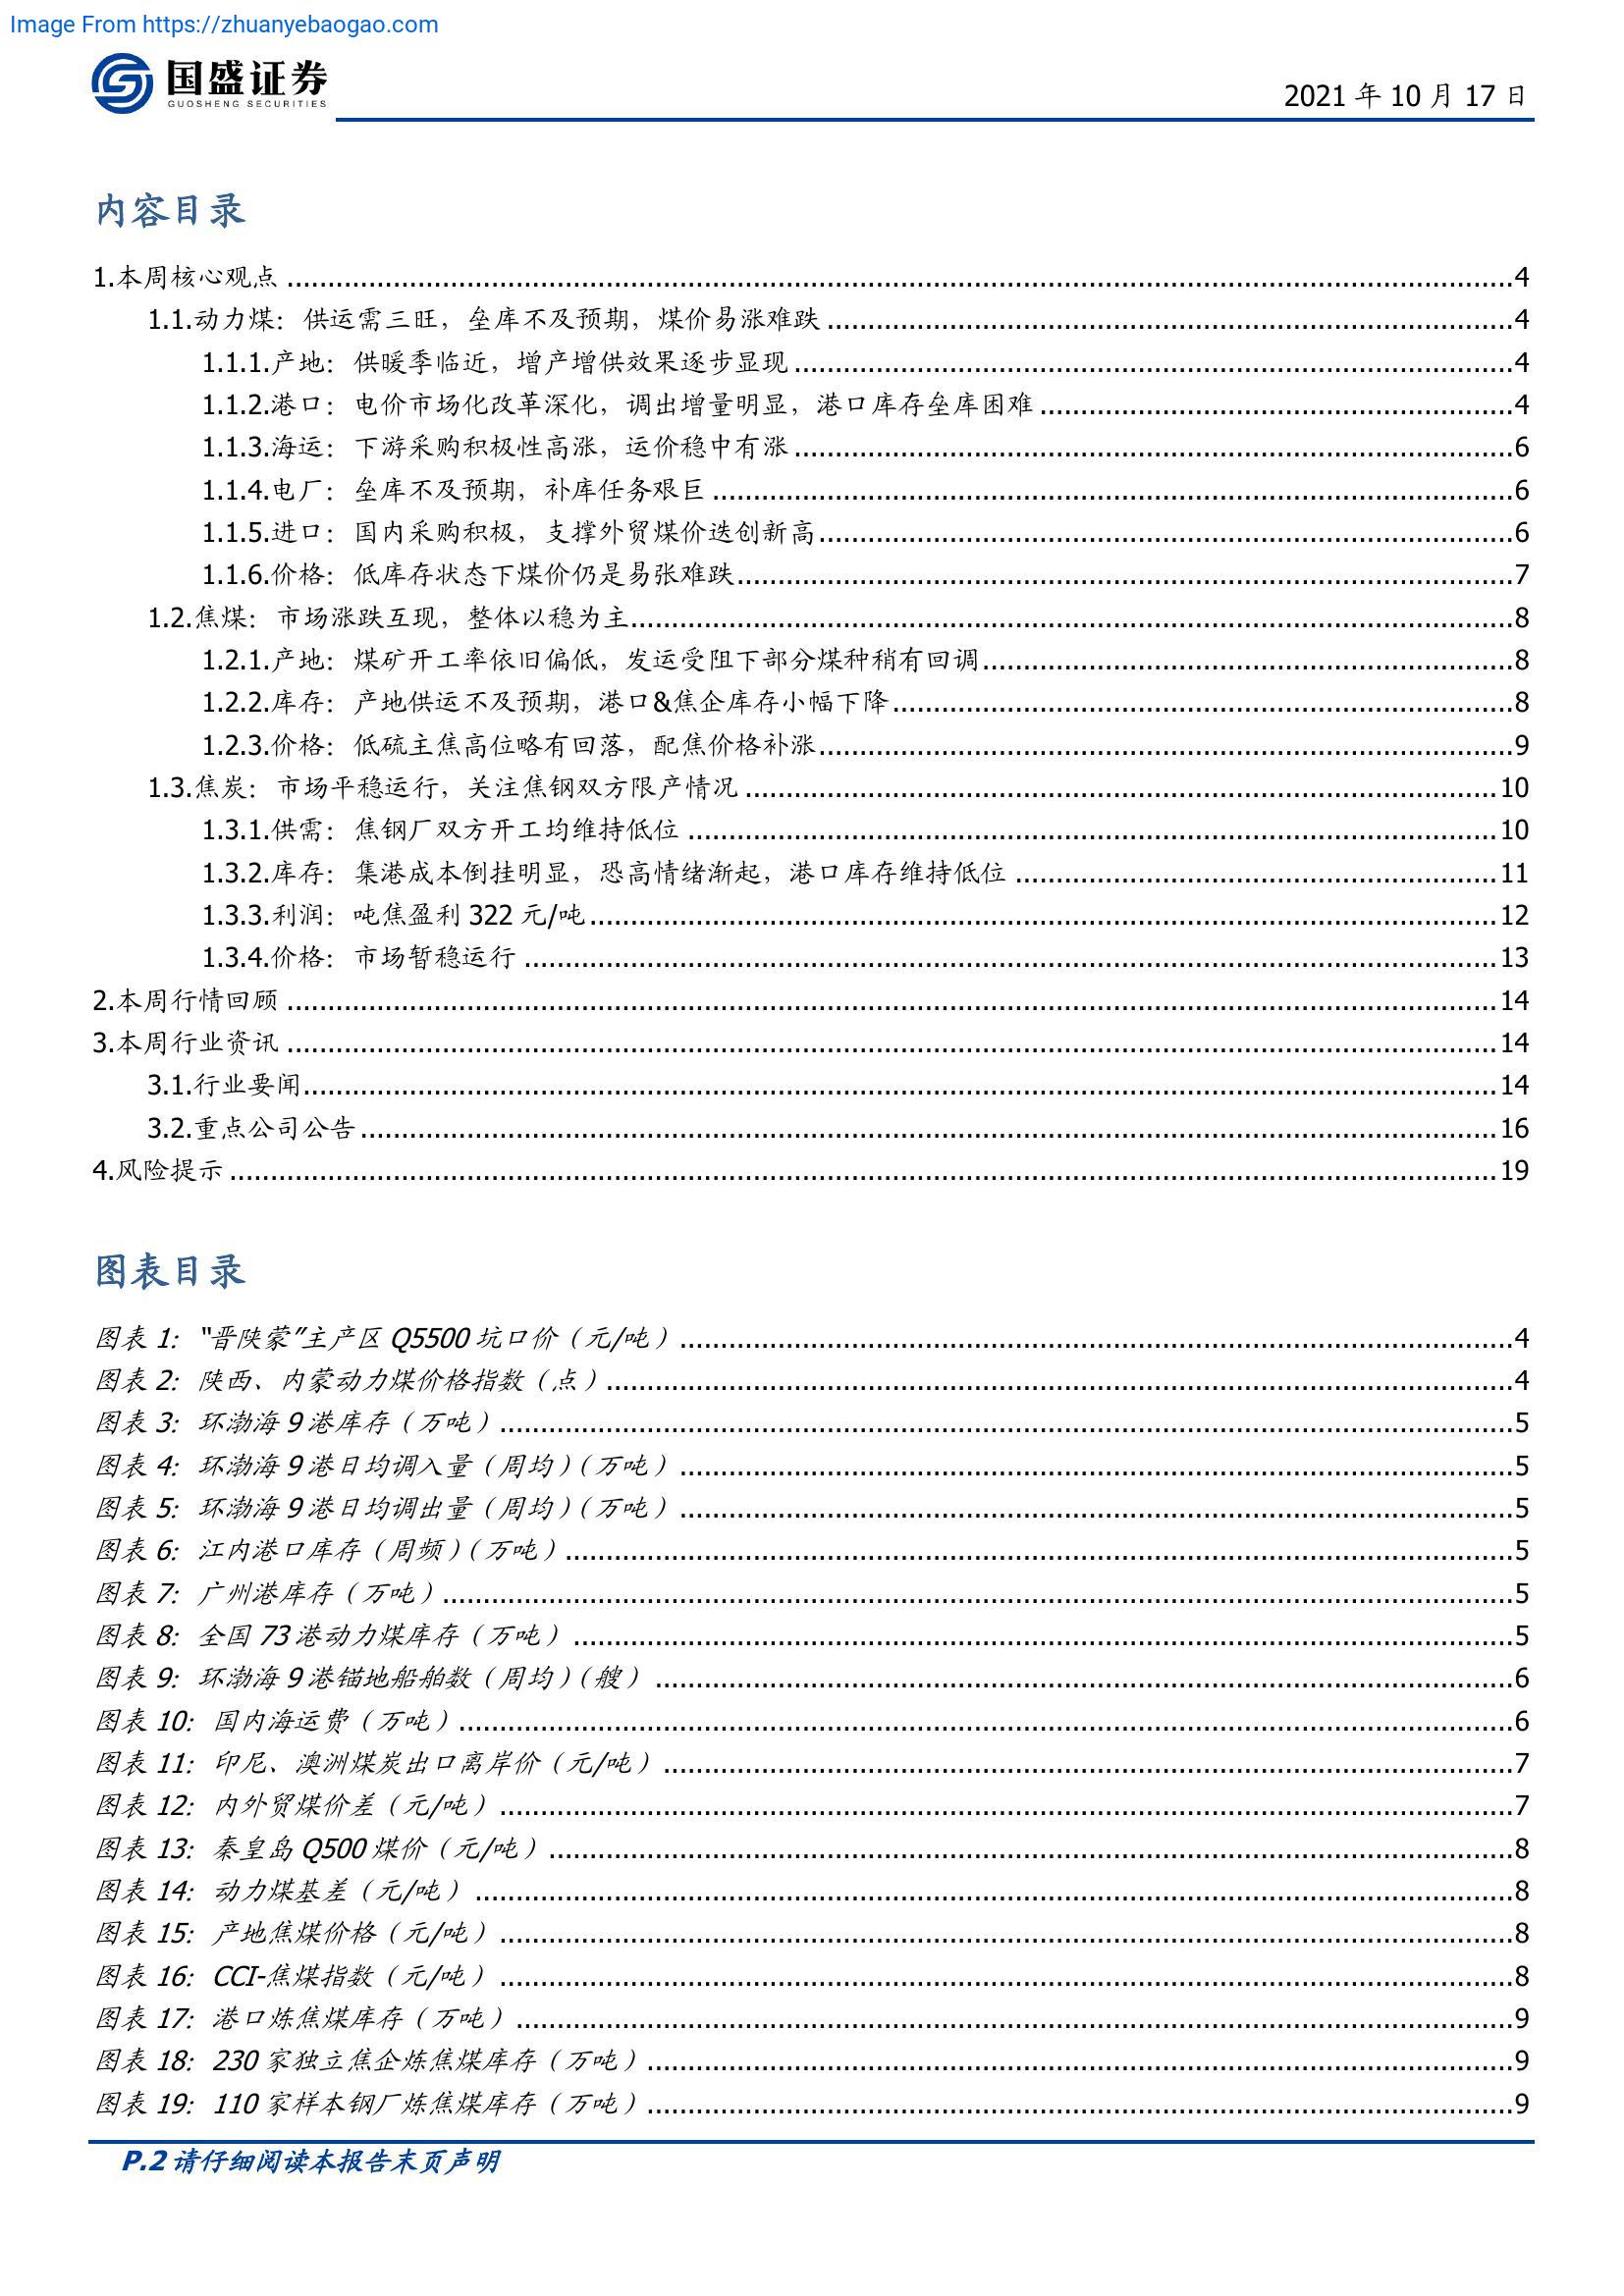 Image From https://zhuanyebaogao.com
国盛证券
GUOSHENG SECURITIES
2021 年 10 月 17 日
内容目录
1.本周核心观点 ........ 4
1.1.动力煤：供运需三旺，垒库不及预期，煤价易涨难跌 ........ 4
1.1.1.产地：供暖季临近，增产增供效果逐步显现 ........ 4
1.1.2.港口：电价市场化改革深化，调出增量明显，港口库存垒库困难 ........ 4
1.1.3.海运：下游采购积极性高涨，运价稳中有涨 ........ 6
1.1.4.电厂：垒库不及预期，补库任务艰巨 ........ 6
1.1.5.进口：国内采购积极，支撑外贸煤价迭创新高 ........ 6
1.1.6.价格：低库存状态下煤价仍是易张难跌 ........ 7
1.2.焦煤：市场涨跌互现，整体以稳为主 ........ 8
1.2.1.产地：煤矿开工率依旧偏低，发运受阻下部分煤种稍有回调 ........ 8
1.2.2.库存：产地供运不及预期，港口&焦企库存小幅下降 ........ 8
1.2.3.价格：低硫主焦高位略有回落，配焦价格补涨 ........ 9
1.3.焦炭：市场平稳运行，关注焦钢双方限产情况 ........ 10
1.3.1.供需：焦钢厂双方开工均维持低位 ........ 10
1.3.2.库存：集港成本倒挂明显，恐高情绪渐起，港口库存维持低位 ........ 11
1.3.3.利润：吨焦盈利 322 元/吨 ........ 12
1.3.4.价格：市场暂稳运行 ........ 13
2.本周行情回顾 ........ 14
3.本周行业资讯 ........ 14
3.1.行业要闻 ........ 14
3.2.重点公司公告 ........ 16
4.风险提示 ........ 19
图表目录
图表 1：“晋陕蒙”主产区 Q5500 坑口价（元/吨） ........ 4
图表 2：陕西、内蒙动力煤价格指数（点） ........ 4
图表 3：环渤海 9 港库存（万吨） ........ 5
图表 4：环渤海 9 港日均调入量（周均）（万吨） ........ 5
图表 5：环渤海 9 港日均调出量（周均）（万吨） ........ 5
图表 6：江内港口库存（周频）（万吨） ........ 5
图表 7：广州港库存（万吨） ........ 5
图表 8：全国 73 港动力煤库存（万吨） ........ 5
图表 9：环渤海 9 港锚地船舶数（周均）（艘） ........ 6
图表 10：国内海运费（万吨） ........ 6
图表 11：印尼、澳洲煤炭出口离岸价（元/吨） ........ 7
图表 12：内外贸煤价差（元/吨） ........ 7
图表 13：秦皇岛 Q500 煤价（元/吨） ........ 8
图表 14：动力煤基差（元/吨） ........ 8
图表 15：产地焦煤价格（元/吨） ........ 8
图表 16：CCI-焦煤指数（元/吨） ........ 8
图表 17：港口炼焦煤库存（万吨） ........ 9
图表 18：230 家独立焦企炼焦煤库存（万吨） ........ 9
图表 19：110 家样本钢厂炼焦煤库存（万吨） ........ 9
P.2 请仔细阅读本报告末页声明